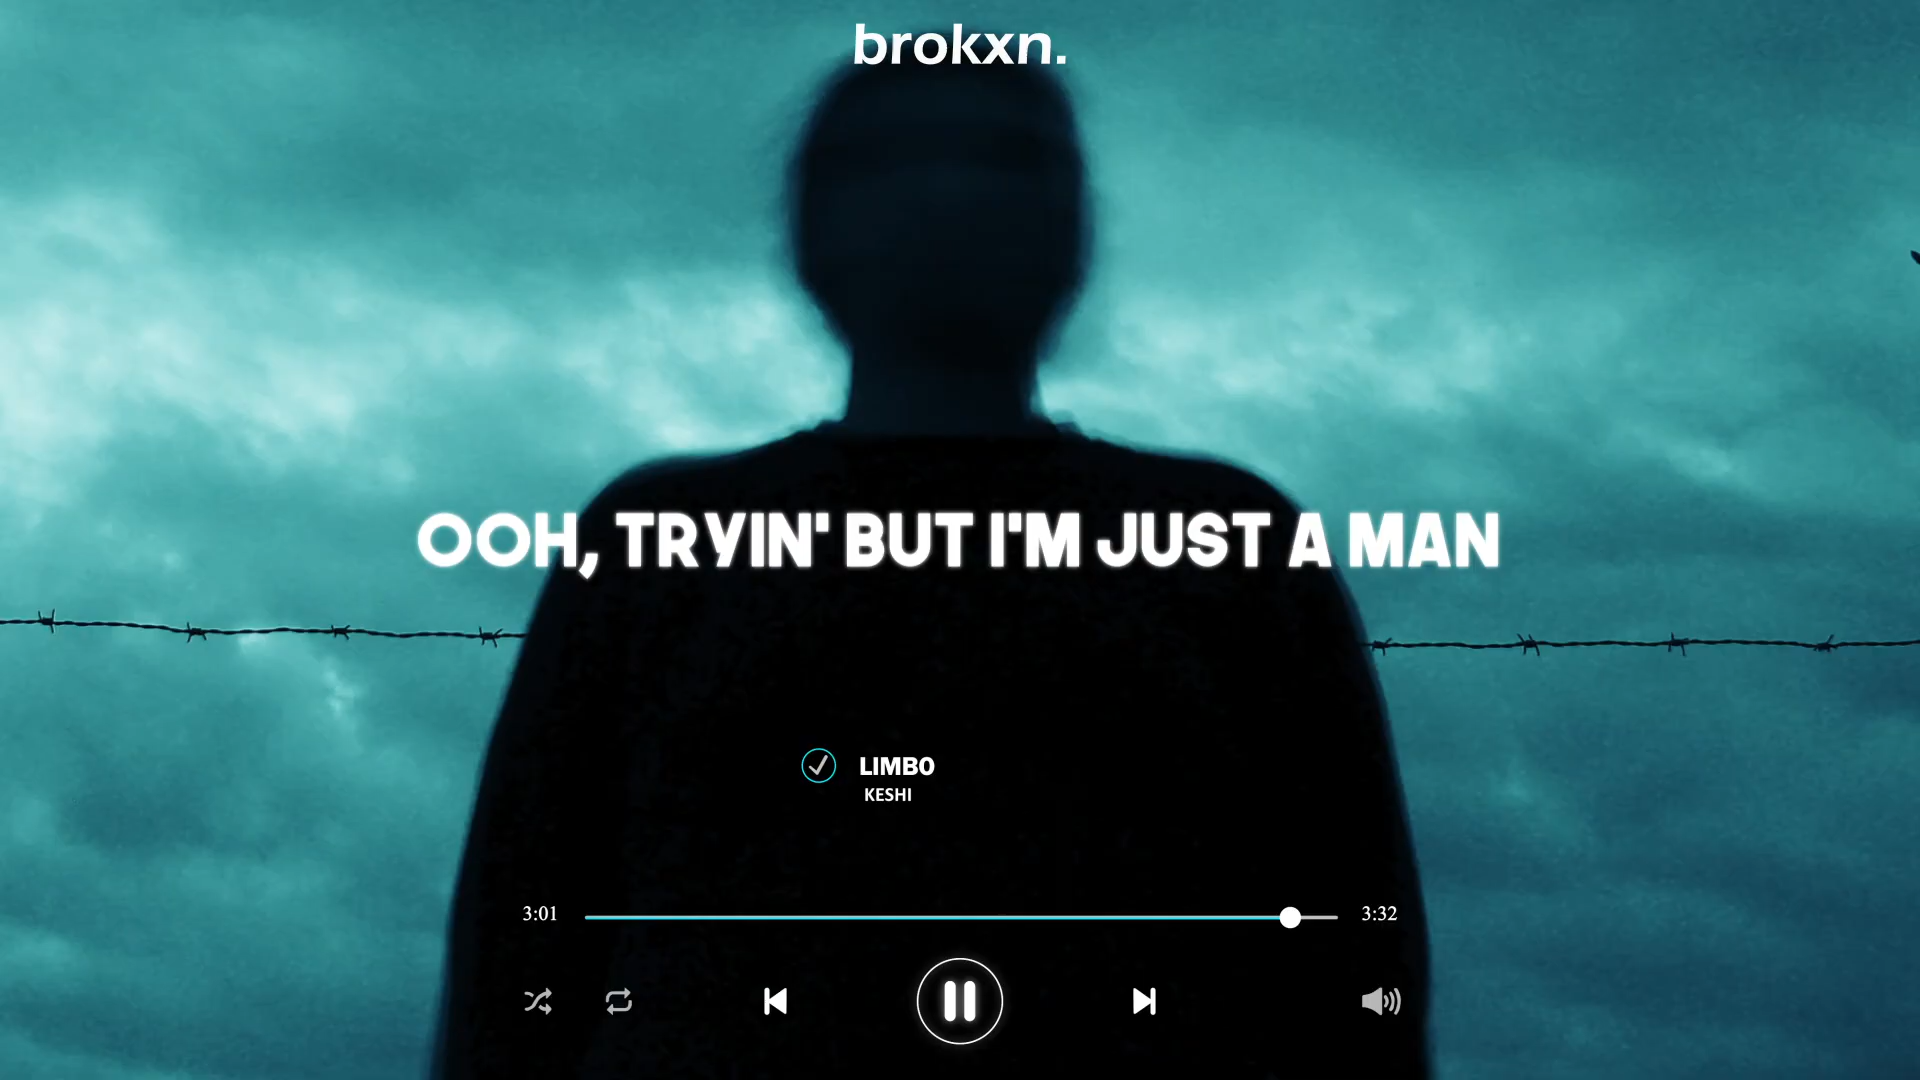 brokxn.
OOH, TRYIN' BUT I'M JUST A MAN
LIMBO
KESHI
3:01
3:32